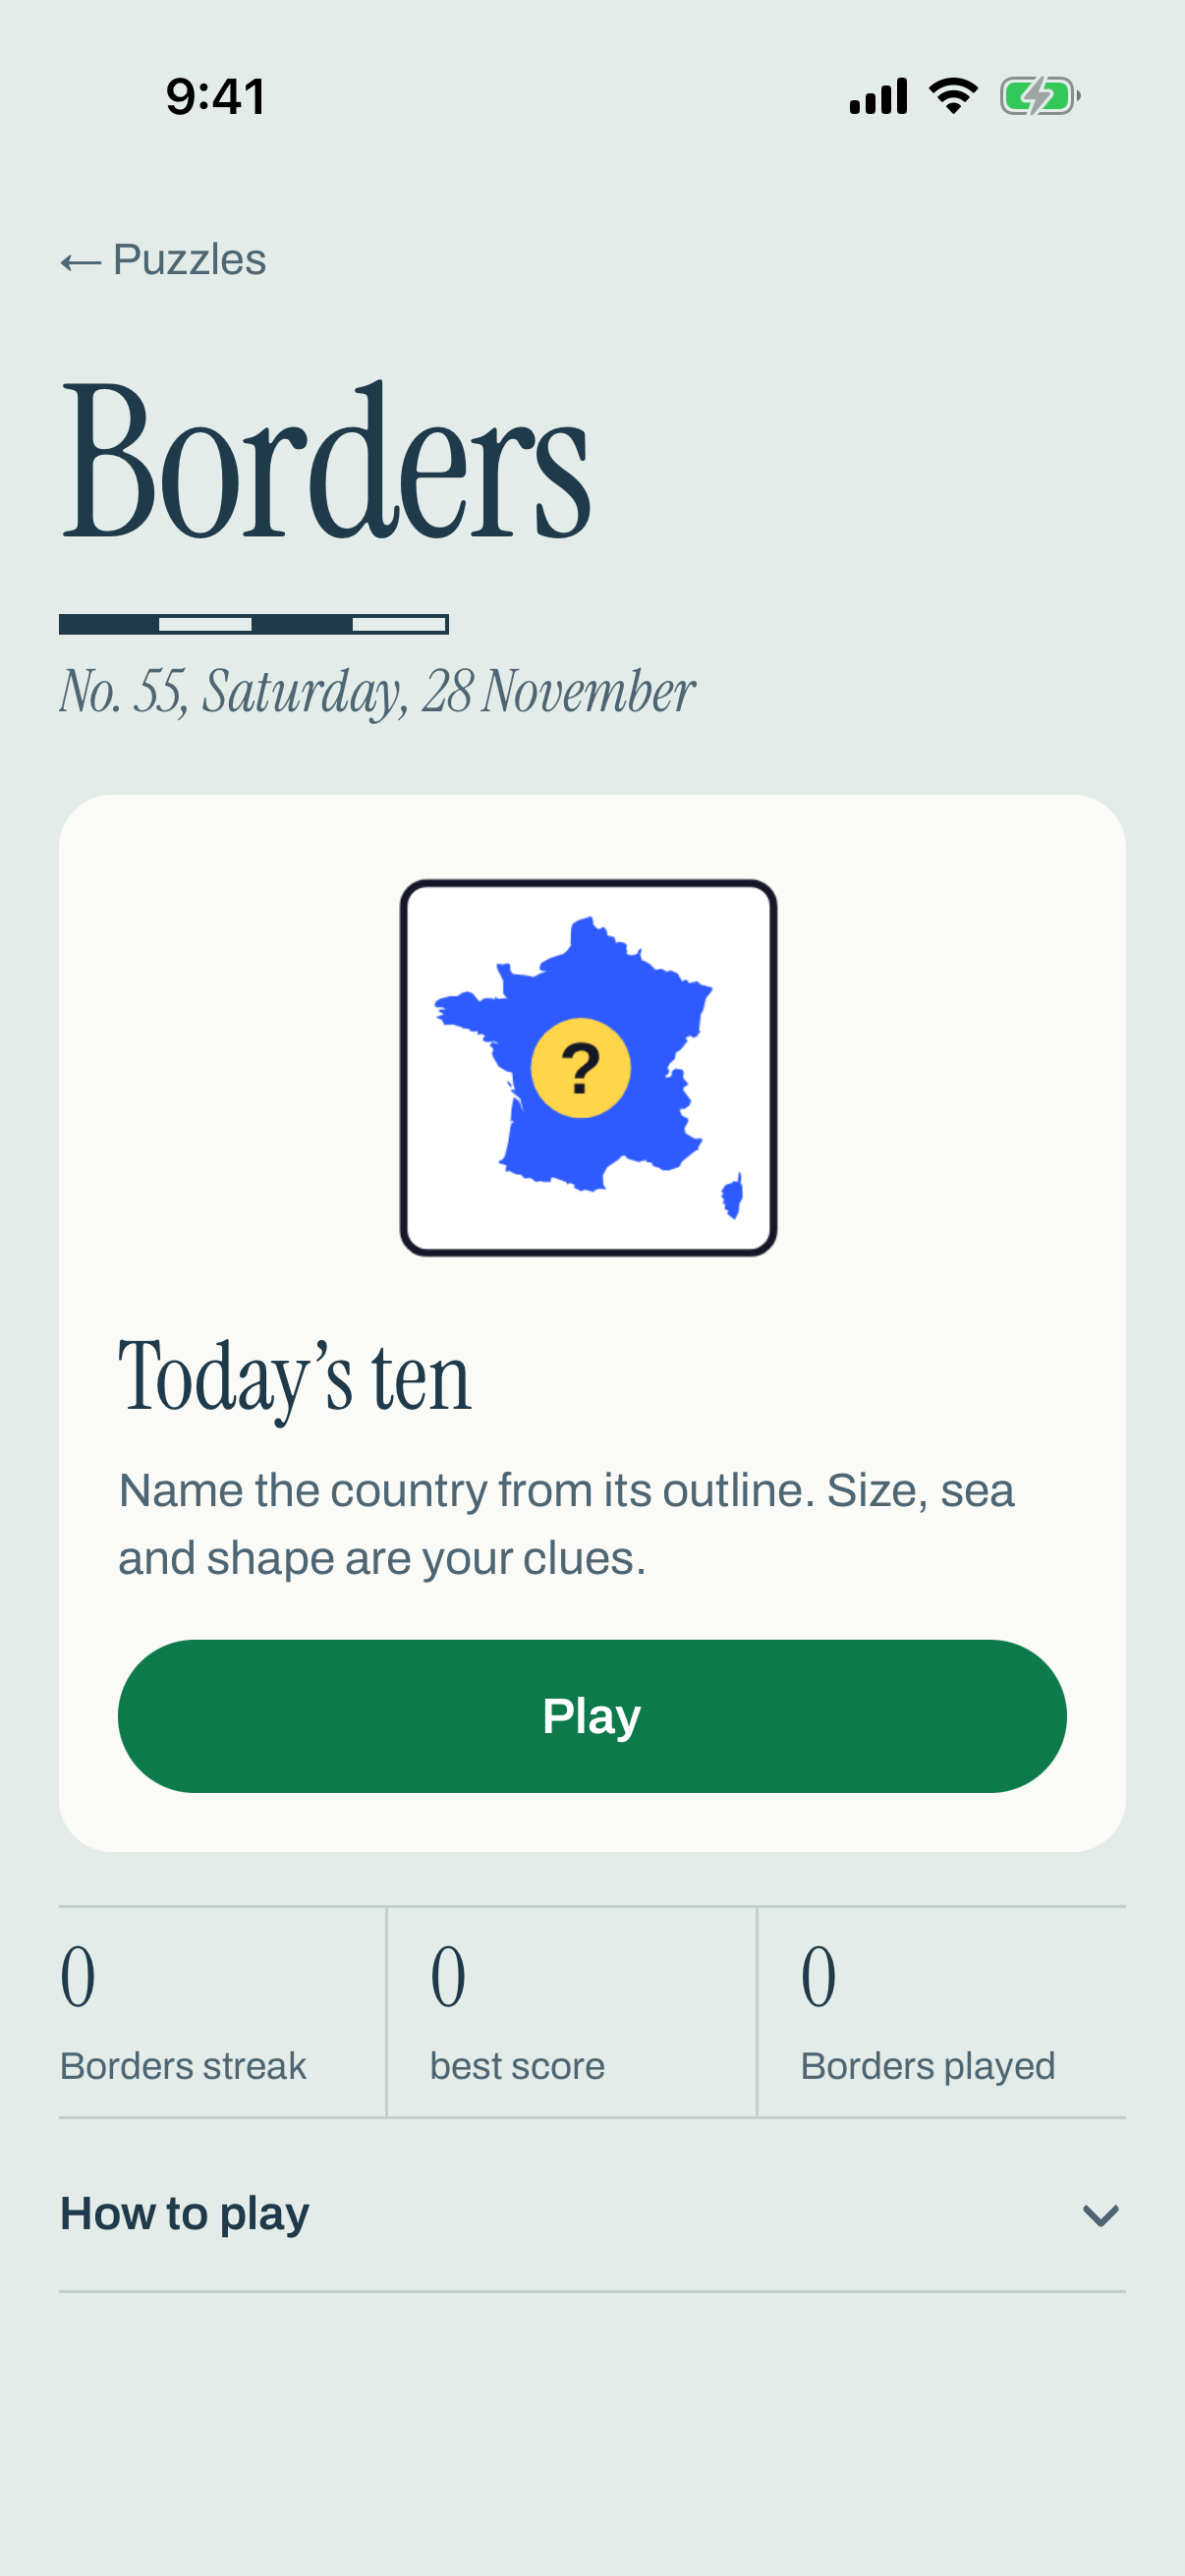 9:41
← Puzzles
Borders
No. 55, Saturday, 28 November
?
Today’s ten
Name the country from its outline. Size, sea
and shape are your clues.
Play
0
Borders streak
0
best score
0
Borders played
How to play